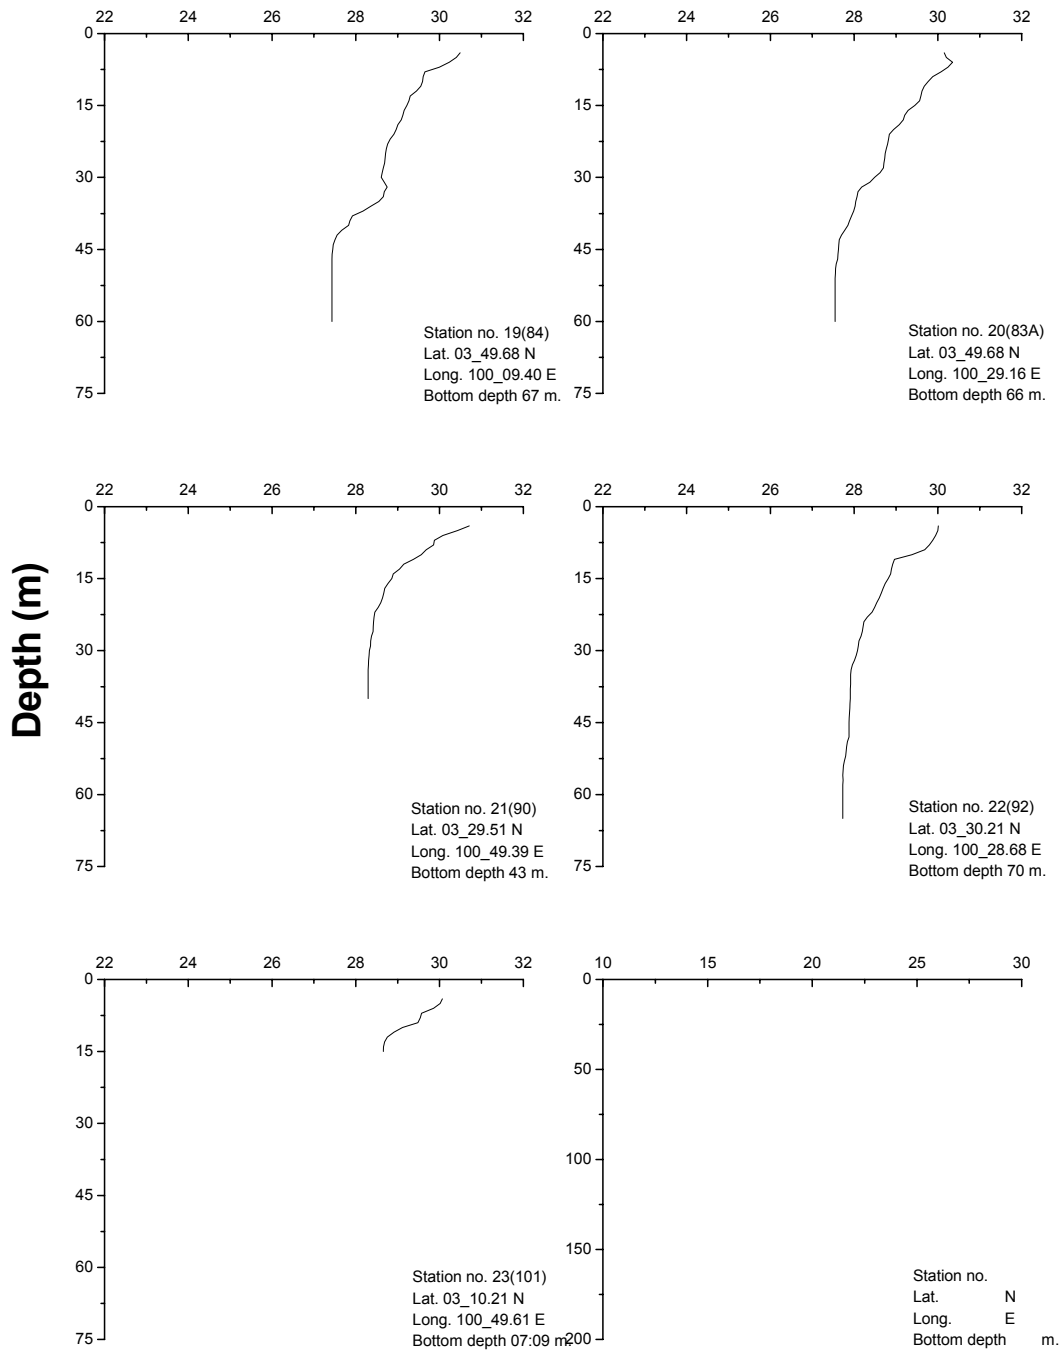 22 24 26 28 30 32
0
15
30
45
60
75
Station no. 19(84)
Lat. 03_49.68 N
Long. 100_09.40 E
Bottom depth 67 m.
22 24 26 28 30 32
0
15
30
45
60
75
Station no. 20(83A)
Lat. 03_49.68 N
Long. 100_29.16 E
Bottom depth 66 m.
Depth (m)
22 24 26 28 30 32
0
15
30
45
60
75
Station no. 21(90)
Lat. 03_29.51 N
Long. 100_49.39 E
Bottom depth 43 m.
22 24 26 28 30 32
0
15
30
45
60
75
Station no. 22(92)
Lat. 03_30.21 N
Long. 100_28.68 E
Bottom depth 70 m.
22 24 26 28 30 32
0
15
30
45
60
75
Station no. 23(101)
Lat. 03_10.21 N
Long. 100_49.61 E
Bottom depth 07:09 m.
10 15 20 25 30
0
50
100
150
200
Station no.
Lat. N
Long. E
Bottom depth m.